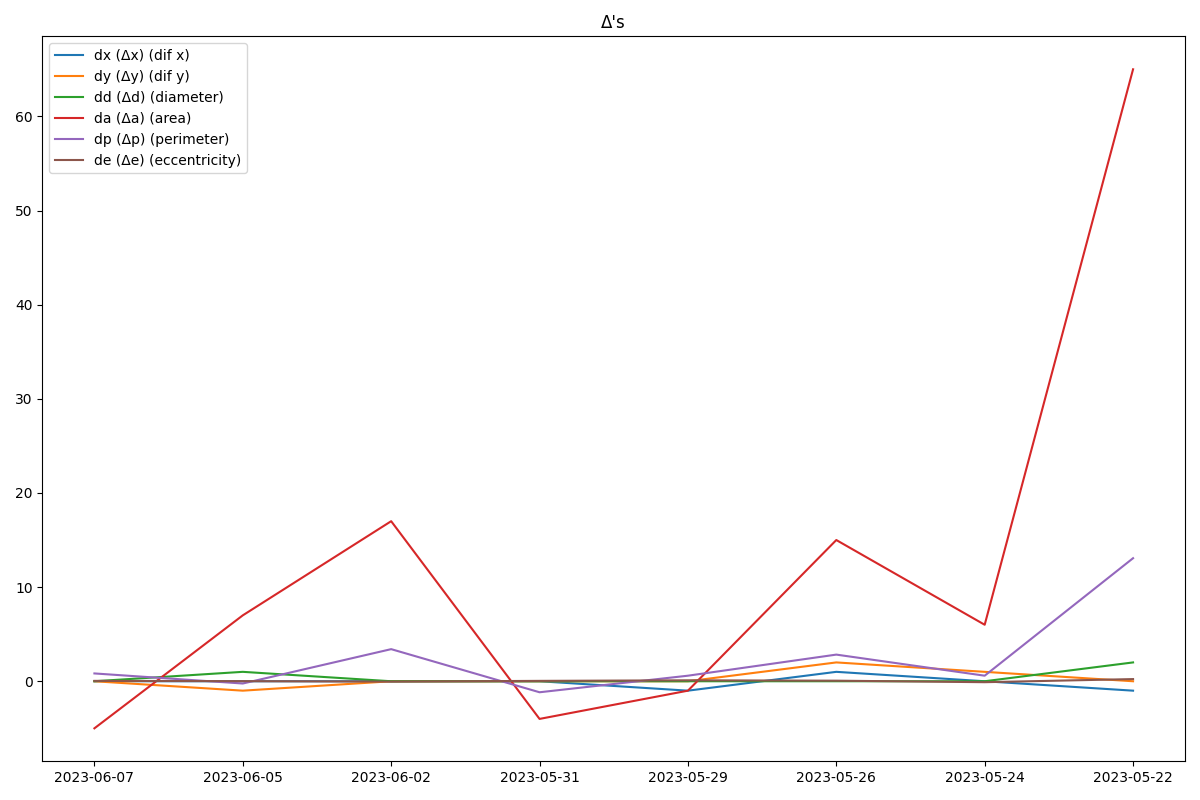 Δ's
dx (Δx) (dif x)
dy (Δy) (dif y)
dd (Δd) (diameter)
da (Δa) (area)
dp (Δp) (perimeter)
de (Δe) (eccentricity)
60
50
40
30
20
10
0
2023-06-07 2023-06-05 2023-06-02 2023-05-31 2023-05-29 2023-05-26 2023-05-24 2023-05-22